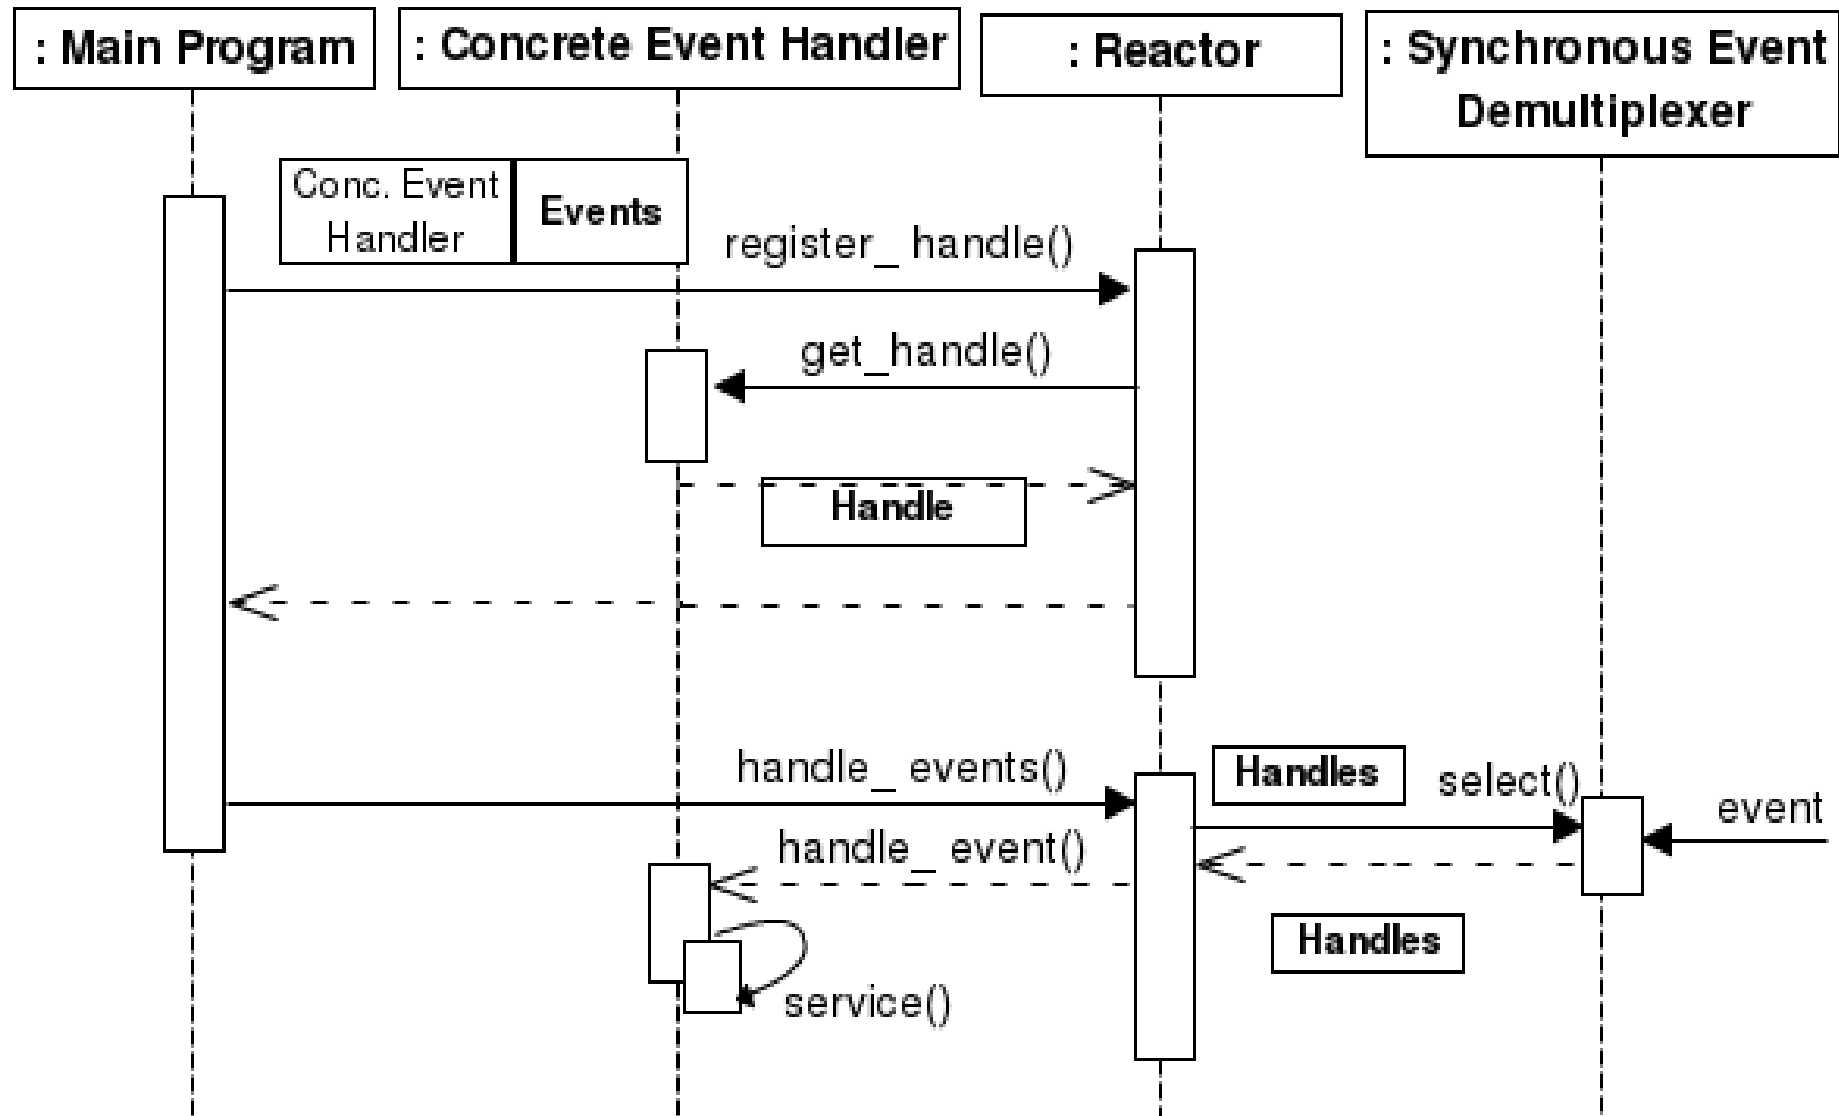 : Main Program
: Concrete Event Handler
: Reactor
: Synchronous Event
Demultiplexer
Conc. Event
Handler
Events
register_ handle()
get_handle()
Handle
handle_ events()
Handles
select()
event
handle_ event()
Handles
service()